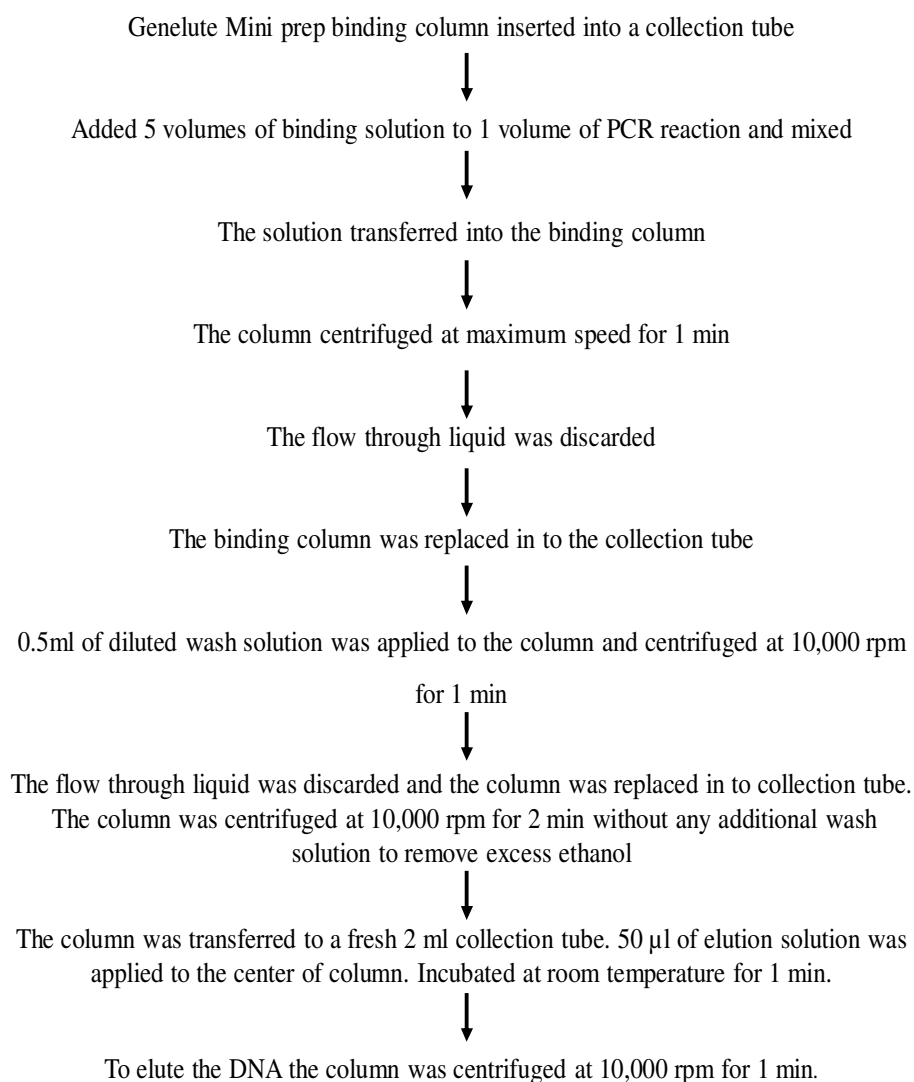 Genelute Mini prep binding column inserted into a collection tube
Added 5 volumes of binding solution to 1 volume of PCR reaction and mixed
The solution transferred into the binding column
The column centrifuged at maximum speed for 1 min
The flow through liquid was discarded
The binding column was replaced in to the collection tube
0.5ml of diluted wash solution was applied to the column and centrifuged at 10,000 rpm
for 1 min
The flow through liquid was discarded and the column was replaced in to collection tube.
The column was centrifuged at 10,000 rpm for 2 min without any additional wash
solution to remove excess ethanol
The column was transferred to a fresh 2 ml collection tube. 50 µl of elution solution was
applied to the center of column. Incubated at room temperature for 1 min.
To elute the DNA the column was centrifuged at 10,000 rpm for 1 min.